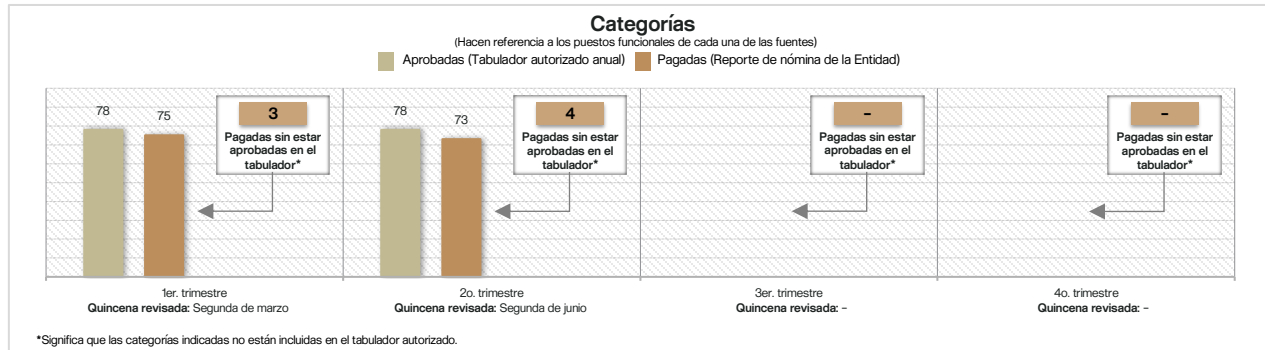 Categorías
(Hacen referencia a los puestos funcionales de cada una de las fuentes)
Aprobadas (Tabulador autorizado anual) Pagadas (Reporte de nómina de la Entidad)
78
75
3
Pagadas sin estar
aprobadas en el
tabulador*
78
73
4
Pagadas sin estar
aprobadas en el
tabulador*
-
Pagadas sin estar
aprobadas en el
tabulador*
-
Pagadas sin estar
aprobadas en el
tabulador*
1er. trimestre
Quincena revisada: Segunda de marzo
2o. trimestre
Quincena revisada: Segunda de junio
3er. trimestre
Quincena revisada: -
4o. trimestre
Quincena revisada: -
*Significa que las categorías indicadas no están incluidas en el tabulador autorizado.